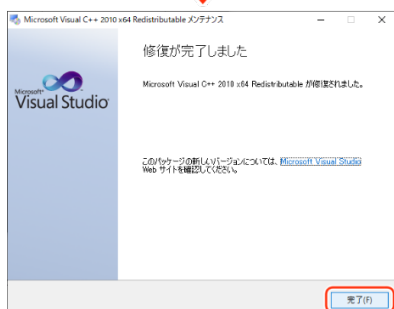 Microsoft Visual C++ 2010 x64 Redistributable メンテナンス
修復が完了しました
Microsoft Visual C++ 2010 x64 Redistributable が修復されました。
Microsoft
Visual Studio
このパッケージの新しいバージョンについては、Microsoft Visual Studio
Web サイトを確認してください。
完了(F)